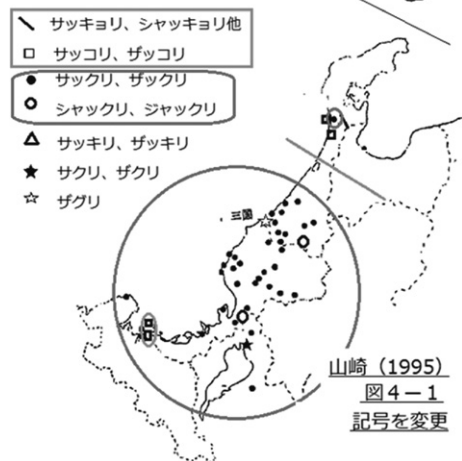 サッキョリ、シャッキョリ他
サッコリ、ザッコリ
サックリ、ザックリ
シャックリ、ジャックリ
サッキリ、ザッキリ
サクリ、ザクリ
ザグリ
三国
山崎（1995）
図４－１
記号を変更